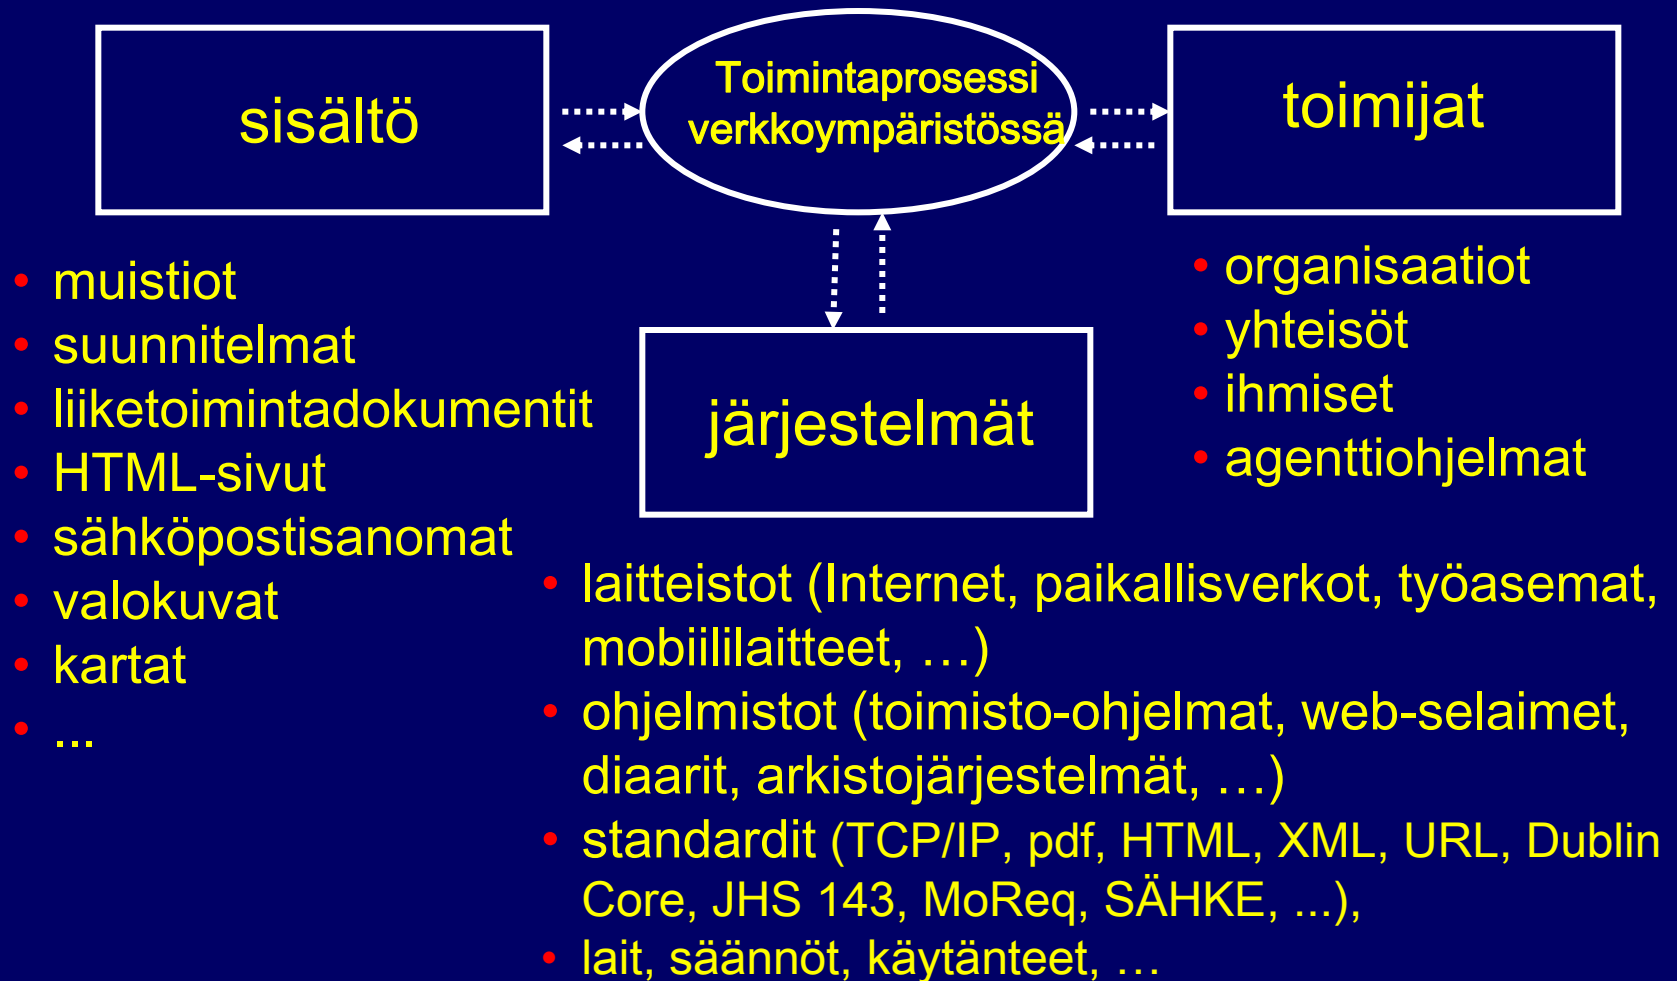 sisältö
Toimintaprosessi
verkkoympäristössä
toimijat
• muistiot
• suunnitelmat
• liiketoimintadokumentit
• HTML-sivut
• sähköpostisanomat
• valokuvat
• kartat
• ...
järjestelmät
• organisaatiot
• yhteisöt
• ihmiset
• agenttiohjelmat
• laitteistot (Internet, paikallisverkot, työasemat,
mobiililaitteet, …)
• ohjelmistot (toimisto-ohjelmat, web-selaimet,
diaarit, arkistojärjestelmät, …)
• standardit (TCP/IP, pdf, HTML, XML, URL, Dublin
Core, JHS 143, MoReq, SÄHKE, ...),
• lait, säännöt, käytänteet, …